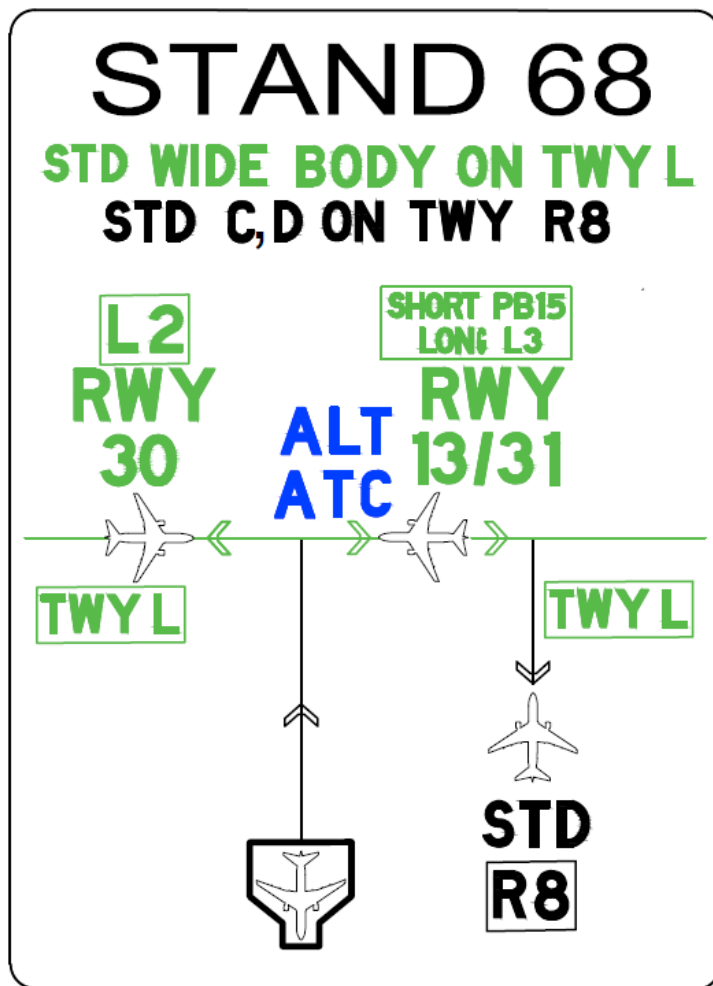 STAND 68
STD WIDE BODY ON TWY L
STD C,D ON TWY R8
L2
RWY
30
ALT
ATC
SHORT PB15
LONG L3
RWY
13/31
TWY L
TWY L
STD
R8